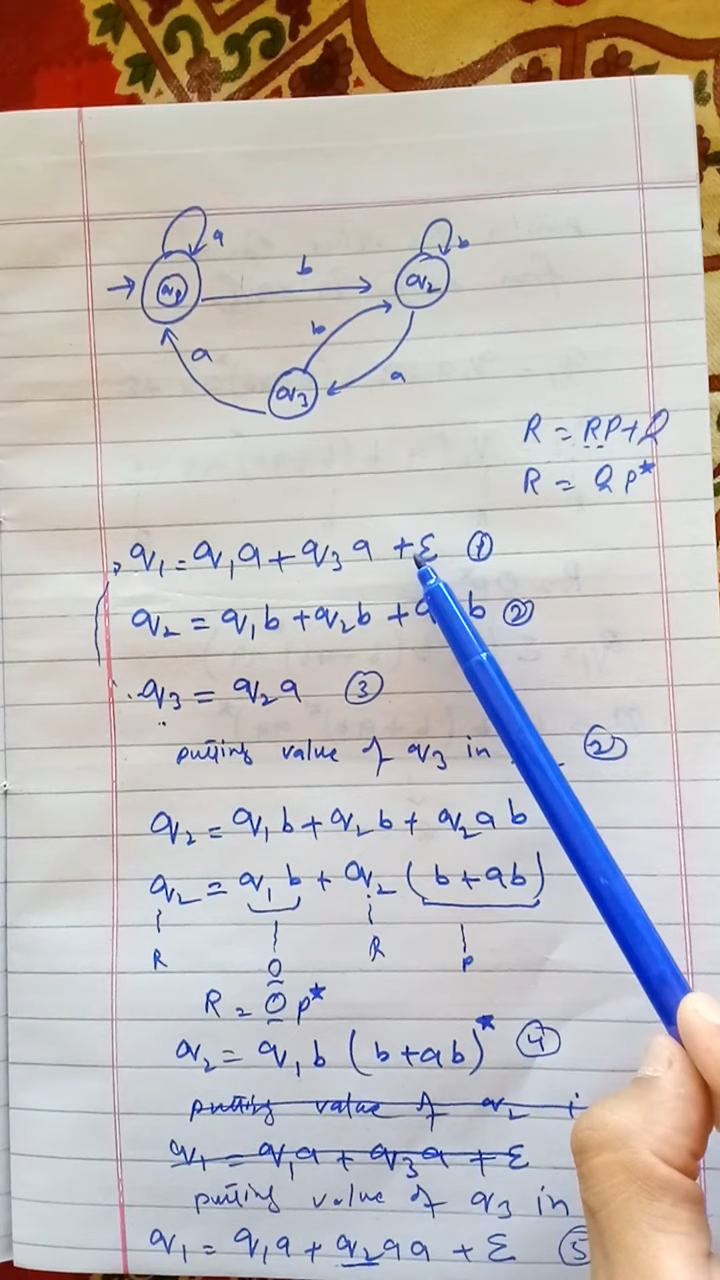 a
b
b
→ q1
q2
b
a
a
q3
R = RP+Q
R = QP*
q1 = q1a + q3a + ε ①
q2 = q1b + q2b + b ②
q3 = q2a ③
putting value of q3 in ②
q2 = q1b + q2b + q2ab
q2 = q1b + q2 (b+ab)
R Q R P
R = QP*
q2 = q1b (b+ab)* ④
putting value of q2 i
q1 = q1a + q3a + ε
putting value of q3 in
q1 = q1a + q2aa + ε ⑤